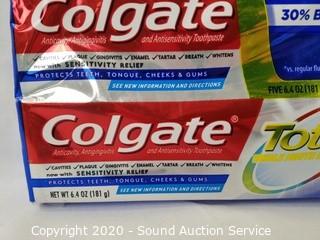 Colgate
Anticavity, Antigingivitis and Antisensitivity Toothpaste
30% B
✓CAVITIES ✓PLAQUE ✓GINGIVITIS ✓ENAMEL ✓TARTAR ✓BREATH ✓WHITENS
now with SENSITIVITY RELIEF
PROTECTS TEETH, TONGUE, CHEEKS & GUMS
SEE NEW INFORMATION AND DIRECTIONS
*vs. regular flu
FIVE 6.4 OZ (181
Colgate®
Anticavity, Antigingivitis and Antisensitivity Toothpaste
Tot
✓CAVITIES ✓PLAQUE ✓GINGIVITIS ✓ENAMEL ✓TARTAR ✓BREATH ✓WHITENS
now with SENSITIVITY RELIEF
PROTECTS TEETH, TONGUE, CHEEKS & GUMS
SEE NEW INFORMATION AND DIRECTIONS
NET WT 6.4 OZ (181 g)
Copyright 2020 - Sound Auction Service